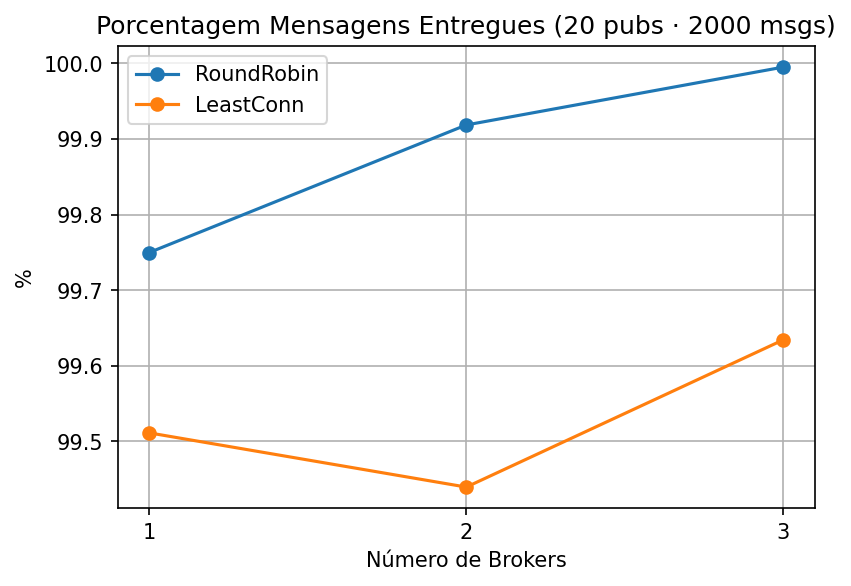 Porcentagem Mensagens Entregues (20 pubs · 2000 msgs)
RoundRobin
LeastConn
100.0
99.9
99.8
99.7
99.6
99.5
%
1
2
3
Número de Brokers